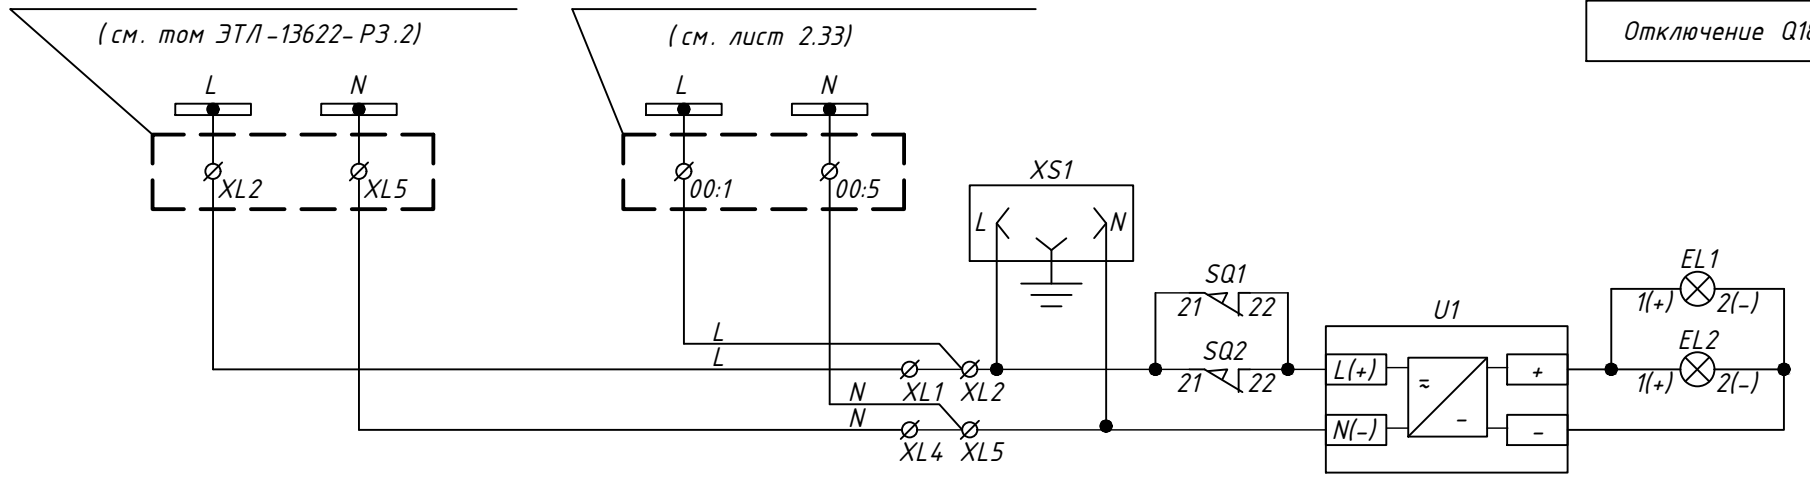 (см. том ЭТЛ-13622-РЗ.2)
(см. лист 2.33)
Отключение
L
N
L
N
XL2
XL5
00:1
00:5
XS1
L
N
SQ1
21
22
EL1
1(+)
2(-)
U1
L
L
SQ2
21
22
EL2
1(+)
2(-)
L(+)
≂
-
+
XL1
XL2
N
N
N(-)
-
XL4
XL5